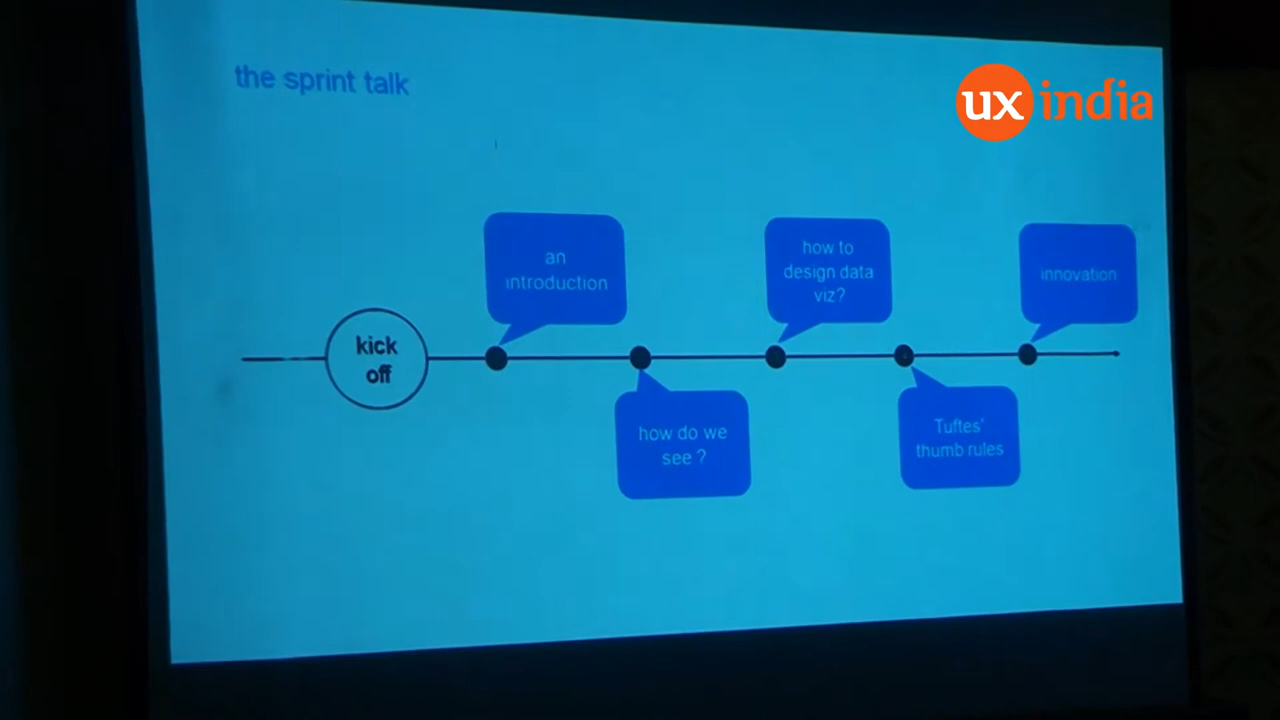 the sprint talk
ux india
kick
off
an
introduction
how do we
see ?
how to
design data
viz?
Tuftes'
thumb rules
innovation